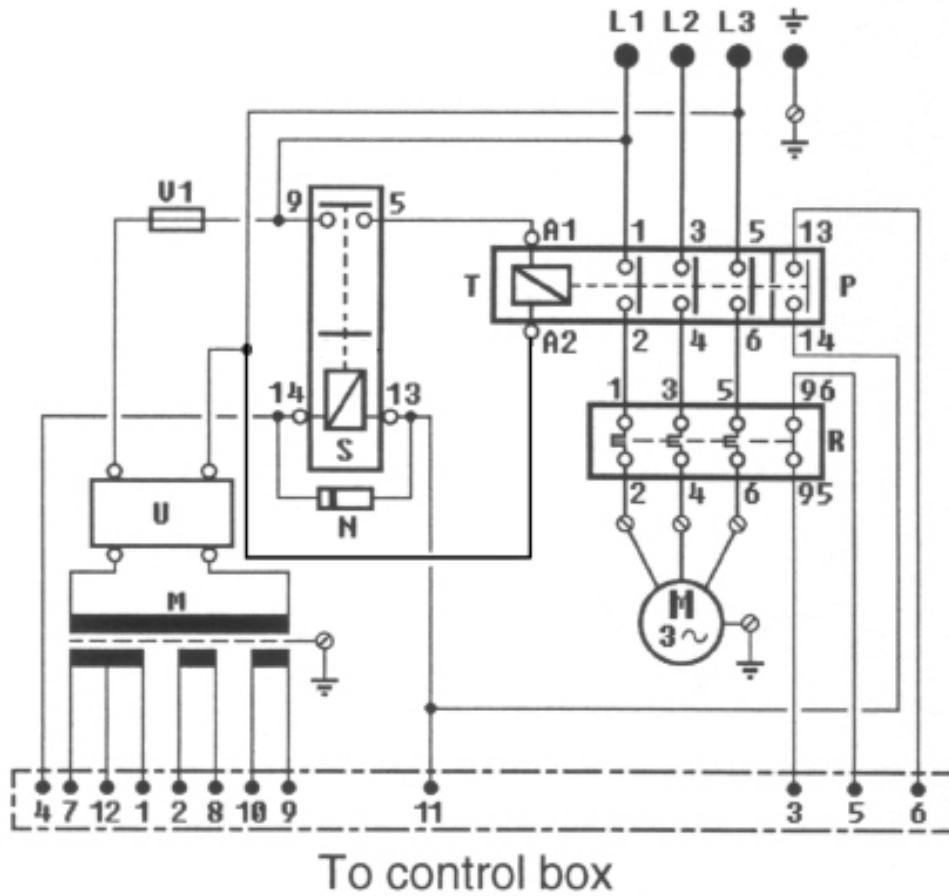 L1 L2 L3
V1 9 5 A1 1 3 5 13
T P
A2 2 4 6 14
14 13 1 3 5 96
S R
U N 2 4 6 95
M M
3~
4 7 12 1 2 8 10 9 11 3 5 6
To control box